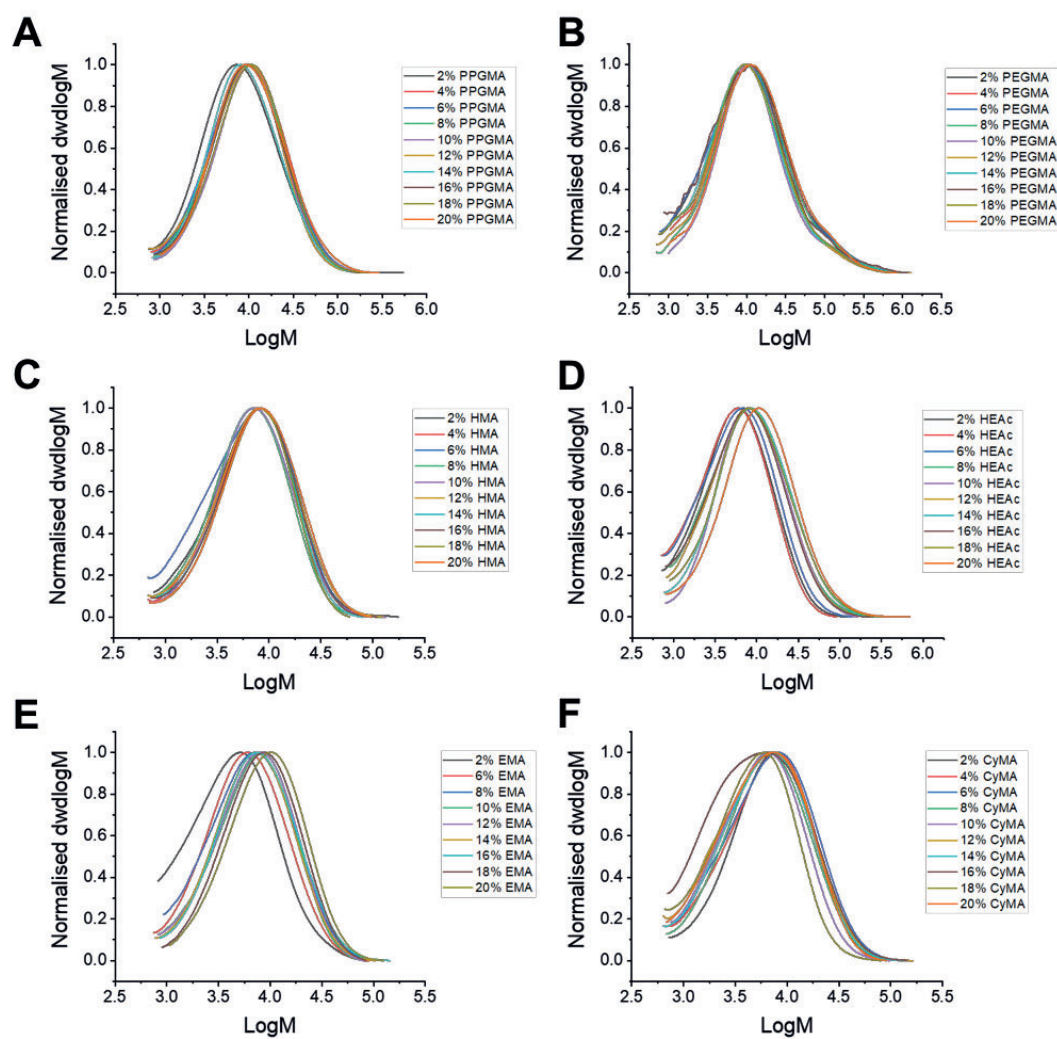 A
Normalised dwdlogM
1.0
0.8
0.6
0.4
0.2
0.0
2.5 3.0 3.5 4.0 4.5 5.0 5.5 6.0
LogM
2% PPGMA
4% PPGMA
6% PPGMA
8% PPGMA
10% PPGMA
12% PPGMA
14% PPGMA
16% PPGMA
18% PPGMA
20% PPGMA
B
Normalised dwdlogM
1.0
0.8
0.6
0.4
0.2
0.0
2.5 3.0 3.5 4.0 4.5 5.0 5.5 6.0 6.5
LogM
2% PEGMA
4% PEGMA
6% PEGMA
8% PEGMA
10% PEGMA
12% PEGMA
14% PEGMA
16% PEGMA
18% PEGMA
20% PEGMA
C
Normalised dwdlogM
1.0
0.8
0.6
0.4
0.2
0.0
2.5 3.0 3.5 4.0 4.5 5.0 5.5
LogM
2% HMA
4% HMA
6% HMA
8% HMA
10% HMA
12% HMA
14% HMA
16% HMA
18% HMA
20% HMA
D
Normalised dwdlogM
1.0
0.8
0.6
0.4
0.2
0.0
2.5 3.0 3.5 4.0 4.5 5.0 5.5 6.0
LogM
2% HEAc
4% HEAc
6% HEAc
8% HEAc
10% HEAc
12% HEAc
14% HEAc
16% HEAc
18% HEAc
20% HEAc
E
Normalised dwdlogM
1.0
0.8
0.6
0.4
0.2
0.0
2.5 3.0 3.5 4.0 4.5 5.0 5.5
LogM
2% EMA
6% EMA
8% EMA
10% EMA
12% EMA
14% EMA
16% EMA
18% EMA
20% EMA
F
Normalised dwdlogM
1.0
0.8
0.6
0.4
0.2
0.0
2.5 3.0 3.5 4.0 4.5 5.0 5.5
LogM
2% CyMA
4% CyMA
6% CyMA
8% CyMA
10% CyMA
12% CyMA
14% CyMA
16% CyMA
18% CyMA
20% CyMA